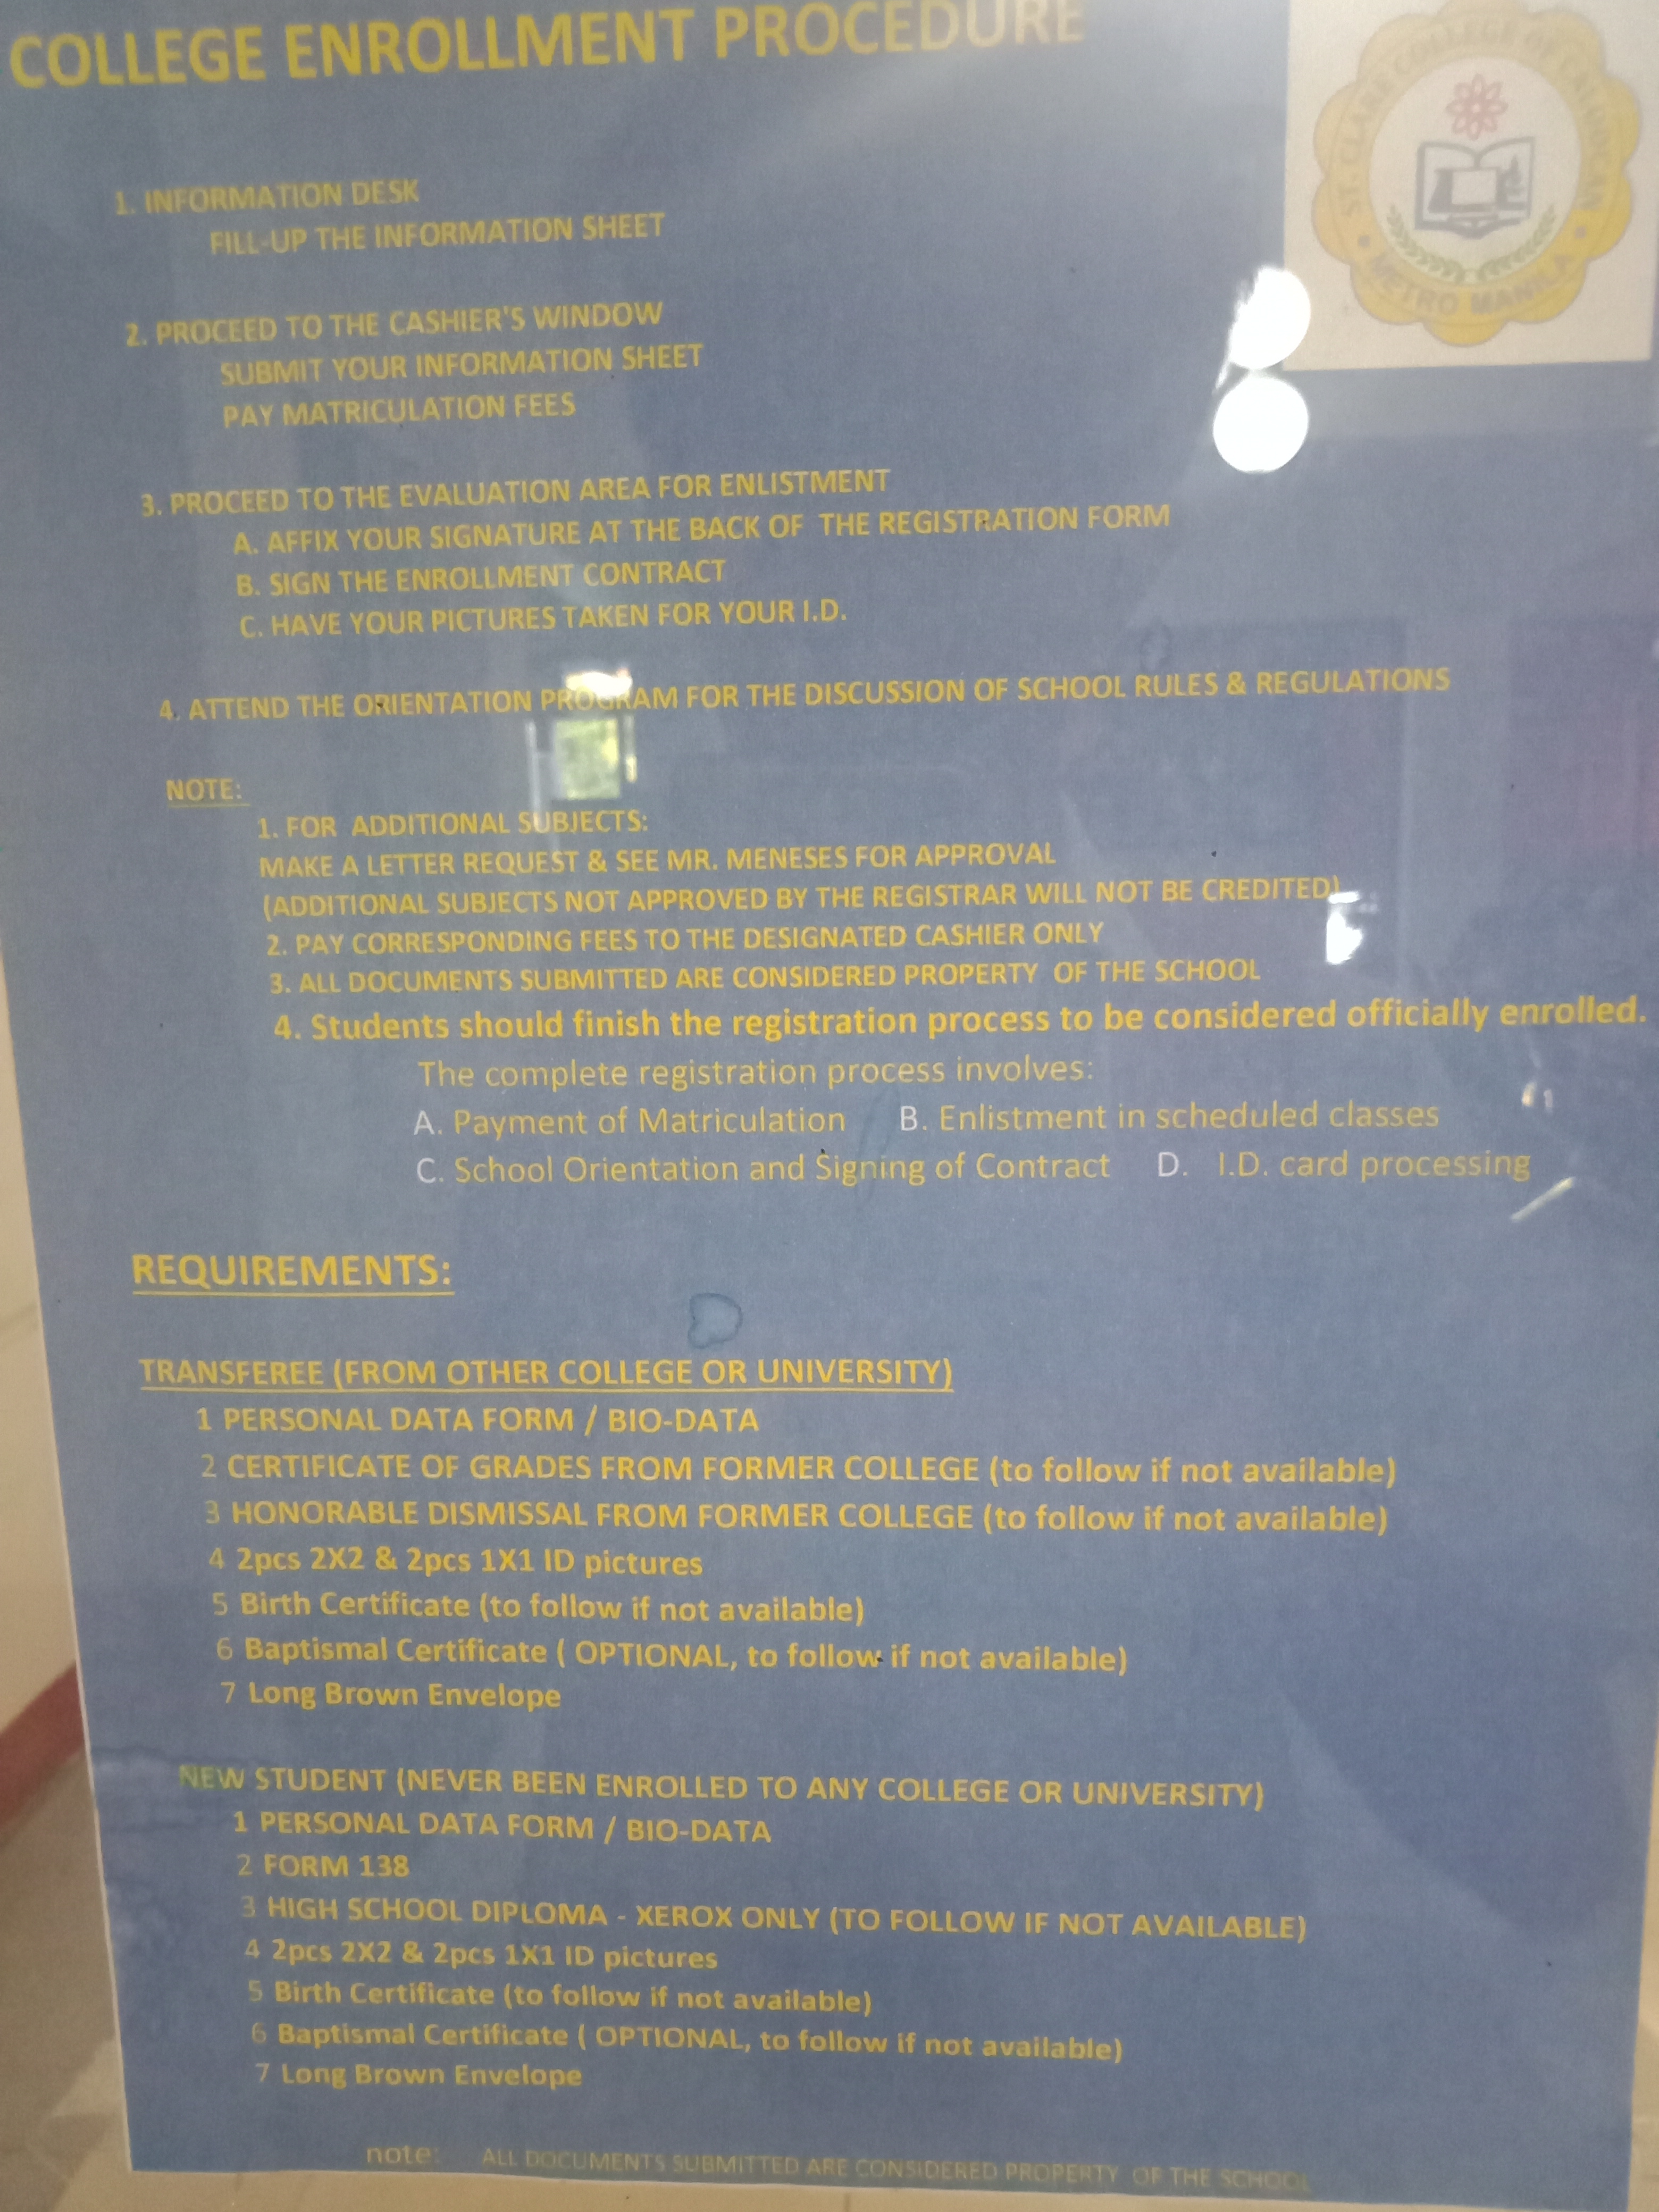 COLLEGE ENROLLMENT PROCEDURE
ST. CLARE COLLEGE OF CALOOCAN
METRO MANILA
1. INFORMATION DESK
FILL-UP THE INFORMATION SHEET
2. PROCEED TO THE CASHIER'S WINDOW
SUBMIT YOUR INFORMATION SHEET
PAY MATRICULATION FEES
3. PROCEED TO THE EVALUATION AREA FOR ENLISTMENT
A. AFFIX YOUR SIGNATURE AT THE BACK OF THE REGISTRATION FORM
B. SIGN THE ENROLLMENT CONTRACT
C. HAVE YOUR PICTURES TAKEN FOR YOUR I.D.
4. ATTEND THE ORIENTATION PROGRAM FOR THE DISCUSSION OF SCHOOL RULES & REGULATIONS
NOTE:
1. FOR ADDITIONAL SUBJECTS:
MAKE A LETTER REQUEST & SEE MR. MENESES FOR APPROVAL
(ADDITIONAL SUBJECTS NOT APPROVED BY THE REGISTRAR WILL NOT BE CREDITED)
2. PAY CORRESPONDING FEES TO THE DESIGNATED CASHIER ONLY
3. ALL DOCUMENTS SUBMITTED ARE CONSIDERED PROPERTY OF THE SCHOOL
4. Students should finish the registration process to be considered officially enrolled.
The complete registration process involves:
A. Payment of Matriculation B. Enlistment in scheduled classes
C. School Orientation and Signing of Contract D. I.D. card processing
REQUIREMENTS:
TRANSFEREE (FROM OTHER COLLEGE OR UNIVERSITY)
1 PERSONAL DATA FORM / BIO-DATA
2 CERTIFICATE OF GRADES FROM FORMER COLLEGE (to follow if not available)
3 HONORABLE DISMISSAL FROM FORMER COLLEGE (to follow if not available)
4 2pcs 2X2 & 2pcs 1X1 ID pictures
5 Birth Certificate (to follow if not available)
6 Baptismal Certificate ( OPTIONAL, to follow if not available)
7 Long Brown Envelope
NEW STUDENT (NEVER BEEN ENROLLED TO ANY COLLEGE OR UNIVERSITY)
1 PERSONAL DATA FORM / BIO-DATA
2 FORM 138
3 HIGH SCHOOL DIPLOMA - XEROX ONLY (TO FOLLOW IF NOT AVAILABLE)
4 2pcs 2X2 & 2pcs 1X1 ID pictures
5 Birth Certificate (to follow if not available)
6 Baptismal Certificate ( OPTIONAL, to follow if not available)
7 Long Brown Envelope
note: ALL DOCUMENTS SUBMITTED ARE CONSIDERED PROPERTY OF THE SCHOOL